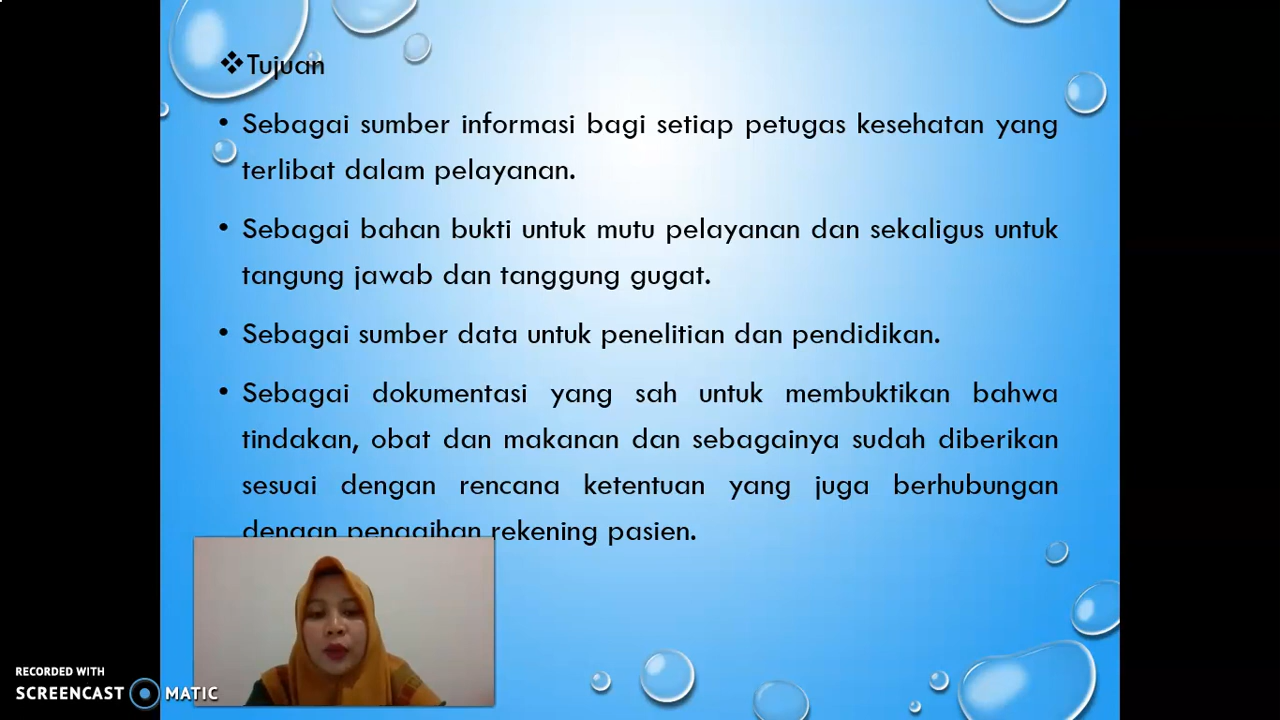 ❖Tujuan
• Sebagai sumber informasi bagi setiap petugas kesehatan yang
terlibat dalam pelayanan.
• Sebagai bahan bukti untuk mutu pelayanan dan sekaligus untuk
tangung jawab dan tanggung gugat.
• Sebagai sumber data untuk penelitian dan pendidikan.
• Sebagai dokumentasi yang sah untuk membuktikan bahwa
tindakan, obat dan makanan dan sebagainya sudah diberikan
sesuai dengan rencana ketentuan yang juga berhubungan
dengan pengaihan rekening pasien.
RECORDED WITH
SCREENCAST MATIC